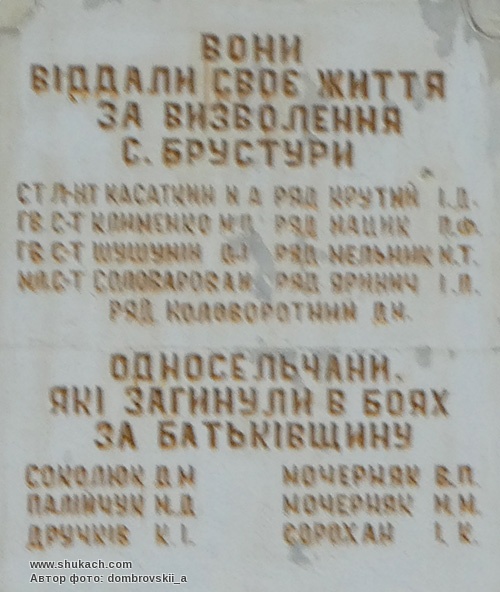 ВОНИ
ВІДДАЛИ СВОЄ ЖИТТЯ
ЗА ВИЗВОЛЕННЯ
С. БРУСТУРИ
СТ Л-НТ КАСАТКИН К А РЯД КРУТИЙ І.Д.
ГВ С-Т КЛИМЕНКО РЯД НАЦИК П.Ф.
ГВ С-Т ШУШУНІН РЯД МЕЛЬНИК М.Т.
МЛ С-Т СОЛОВАРОВ РЯД ЯРИНИЧ І.П.
РЯД КОЛОВОРОТНИЙ Д.Н.
ОДНОСЕЛЬЧАНИ,
ЯКІ ЗАГИНУЛИ В БОЯХ
ЗА БАТЬКІВЩИНУ
СОКОЛЮК Д М МОЧЕРНЯК В.П.
ПАЛІЙЧУК М.Д. МОЧЕРНЯК М.М.
ДРУЧКІВ К.І. СОРОХАН І. К.
www.shukach.com
Автор фото: dombrovskii_a